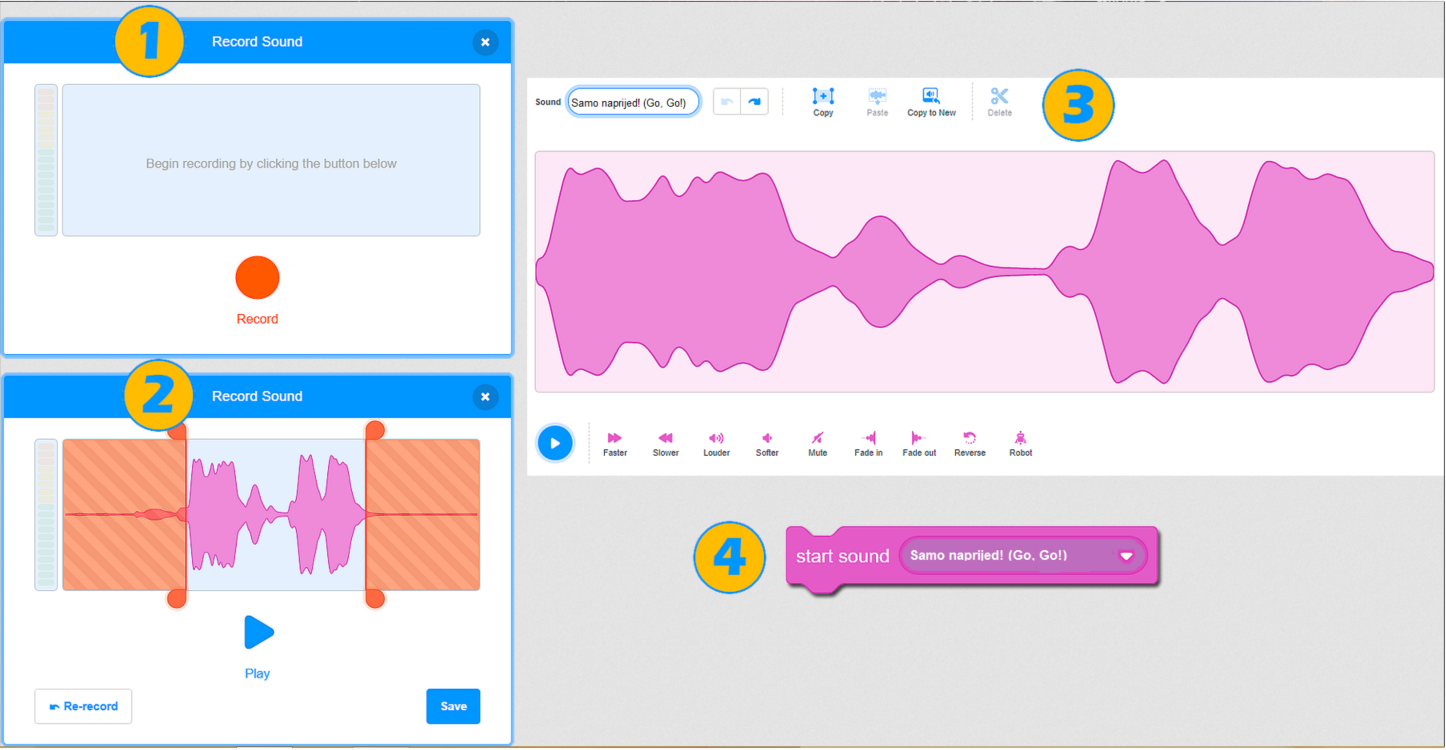 1
Record Sound
Begin recording by clicking the button below
Record
2
Record Sound
Play
Re-record
Save
3
Sound Samo naprijed! (Go, Go!)
Copy Paste Copy to New Delete
Faster Slower Louder Softer Mute Fade in Fade out Reverse Robot
4
start sound Samo naprijed! (Go, Go!)